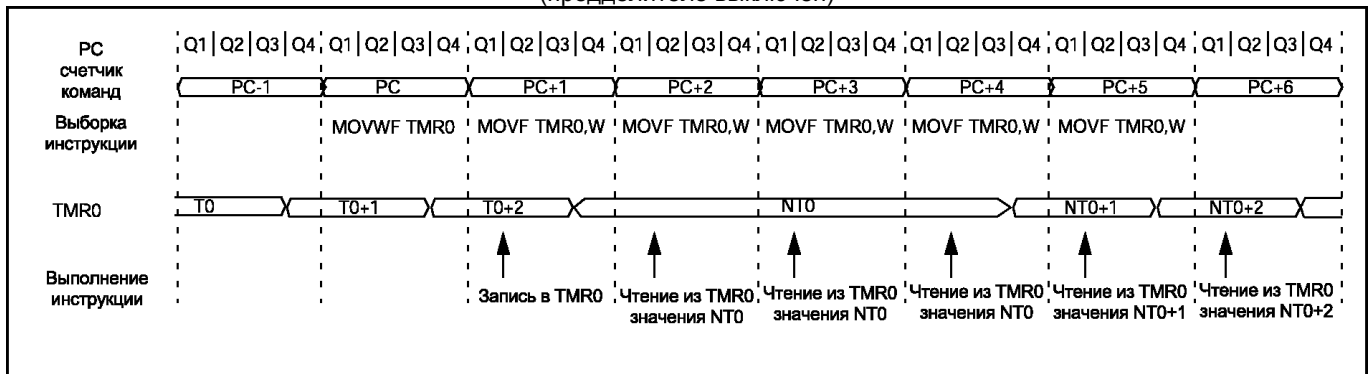 (предделитель выключен)
PC
счетчик
команд
Q1 Q2 Q3 Q4 Q1 Q2 Q3 Q4 Q1 Q2 Q3 Q4 Q1 Q2 Q3 Q4 Q1 Q2 Q3 Q4 Q1 Q2 Q3 Q4 Q1 Q2 Q3 Q4 Q1 Q2 Q3 Q4
PC-1 PC PC+1 PC+2 PC+3 PC+4 PC+5 PC+6
Выборка
инструкции
MOVWF TMR0 MOVF TMR0,W MOVF TMR0,W MOVF TMR0,W MOVF TMR0,W MOVF TMR0,W
TMR0
T0 T0+1 T0+2 NT0 NT0+1 NT0+2
Выполнение
инструкции
Запись в TMR0
Чтение из TMR0
значения NT0
Чтение из TMR0
значения NT0
Чтение из TMR0
значения NT0
Чтение из TMR0
значения NT0+1
Чтение из TMR0
значения NT0+2